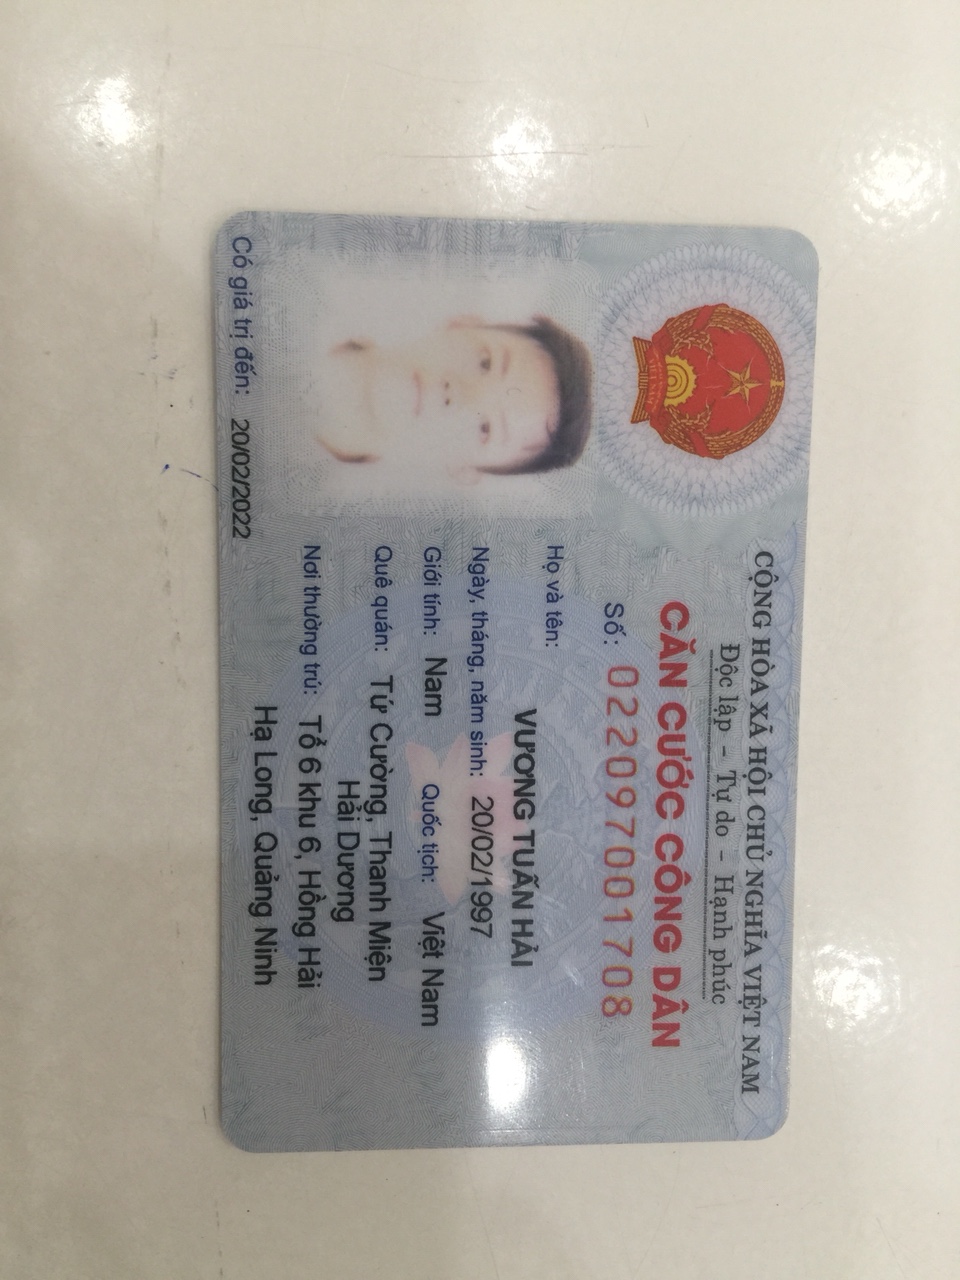 CỘNG HÒA XÃ HỘI CHỦ NGHĨA VIỆT NAM
Độc lập - Tự do - Hạnh phúc
CĂN CƯỚC CÔNG DÂN
Số: 022097001708
Họ và tên:
VƯƠNG TUẤN HẢI
Ngày, tháng, năm sinh: 20/02/1997
Giới tính: Nam Quốc tịch: Việt Nam
Quê quán: Tứ Cường, Thanh Miện
Hải Dương
Nơi thường trú: Tổ 6 khu 6, Hồng Hải
Hạ Long, Quảng Ninh
Có giá trị đến: 20/02/2022